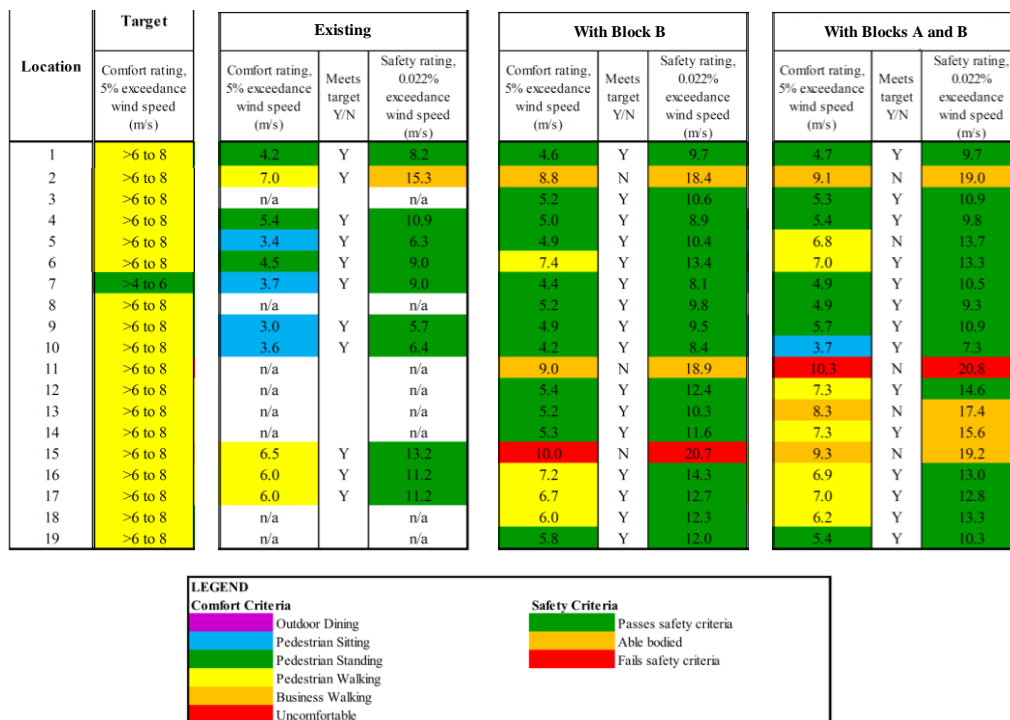 Location Target Existing With Block B With Blocks A and B
Comfort rating, 5% exceedance wind speed (m/s) Comfort rating, 5% exceedance wind speed (m/s) Meets target Y/N Safety rating, 0.022% exceedance wind speed (m/s) Comfort rating, 5% exceedance wind speed (m/s) Meets target Y/N Safety rating, 0.022% exceedance wind speed (m/s) Comfort rating, 5% exceedance wind speed (m/s) Meets target Y/N Safety rating, 0.022% exceedance wind speed (m/s)
1 >6 to 8 4.2 Y 8.2 4.6 Y 9.7 4.7 Y 9.7
2 >6 to 8 7.0 Y 15.3 8.8 N 18.4 9.1 N 19.0
3 >6 to 8 n/a n/a 5.2 Y 10.6 5.3 Y 10.9
4 >6 to 8 5.4 Y 10.9 5.0 Y 8.9 5.4 Y 9.8
5 >6 to 8 3.4 Y 6.3 4.9 Y 10.4 6.8 N 13.7
6 >6 to 8 4.5 Y 9.0 7.4 Y 13.4 7.0 Y 13.3
7 >4 to 6 3.7 Y 9.0 4.4 Y 8.1 4.9 Y 10.5
8 >6 to 8 n/a n/a 5.2 Y 9.8 4.9 Y 9.3
9 >6 to 8 3.0 Y 5.7 4.9 Y 9.5 5.7 Y 10.9
10 >6 to 8 3.6 Y 6.4 4.2 Y 8.4 3.7 Y 7.3
11 >6 to 8 n/a n/a 9.0 N 18.9 10.3 N 20.8
12 >6 to 8 n/a n/a 5.4 Y 12.4 7.3 Y 14.6
13 >6 to 8 n/a n/a 5.2 Y 10.3 8.3 N 17.4
14 >6 to 8 n/a n/a 5.3 Y 11.6 7.3 Y 15.6
15 >6 to 8 6.5 Y 13.2 10.0 N 20.7 9.3 N 19.2
16 >6 to 8 6.0 Y 11.2 7.2 Y 14.3 6.9 Y 13.0
17 >6 to 8 6.0 Y 11.2 6.7 Y 12.7 7.0 Y 12.8
18 >6 to 8 n/a n/a 6.0 Y 12.3 6.2 Y 13.3
19 >6 to 8 n/a n/a 5.8 Y 12.0 5.4 Y 10.3
LEGEND
Comfort Criteria Safety Criteria
Outdoor Dining Passes safety criteria
Pedestrian Sitting Able bodied
Pedestrian Standing Fails safety criteria
Pedestrian Walking
Business Walking
Uncomfortable